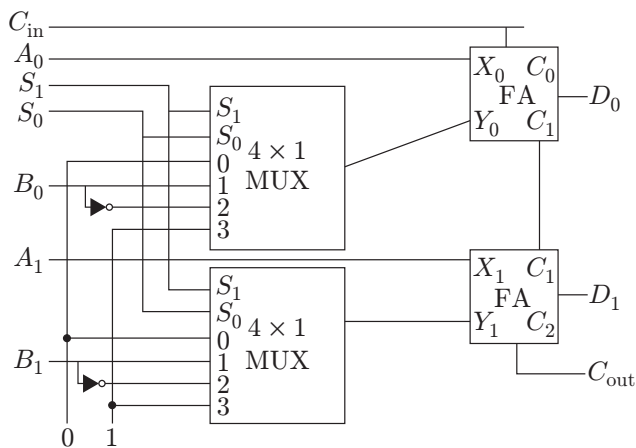 C_in
A_0
S_1
S_0
X_0 C_0
FA
Y_0 C_1
D_0
S_1
S_0
0
1
2
3
4 × 1
MUX
B_0
A_1
X_1 C_1
FA
Y_1 C_2
D_1
S_1
S_0
0
1
2
3
4 × 1
MUX
B_1
C_out
0 1